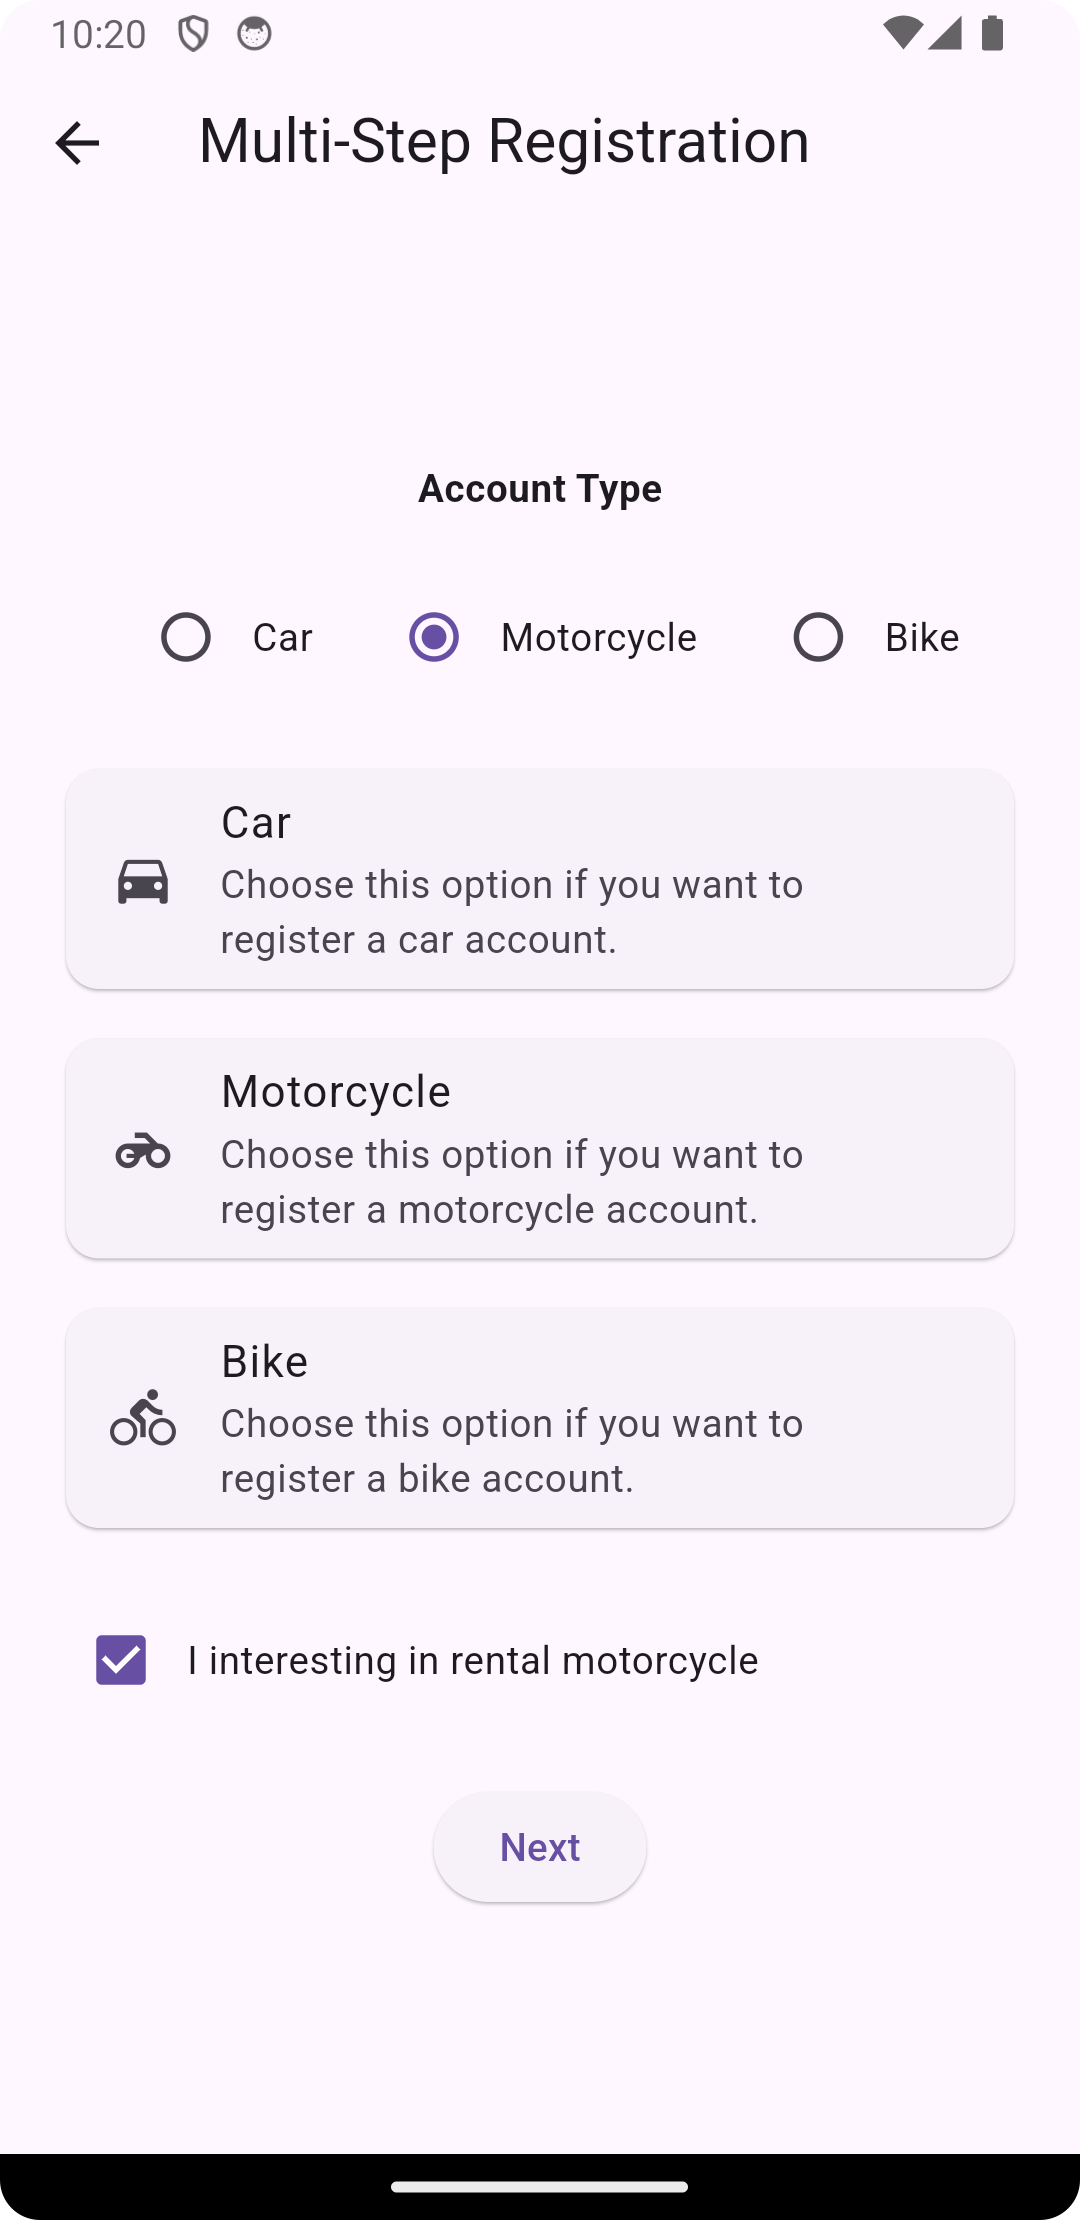 10:20
Multi-Step Registration
Account Type
Car
Motorcycle
Bike
Car
Choose this option if you want to
register a car account.
Motorcycle
Choose this option if you want to
register a motorcycle account.
Bike
Choose this option if you want to
register a bike account.
I interesting in rental motorcycle
Next